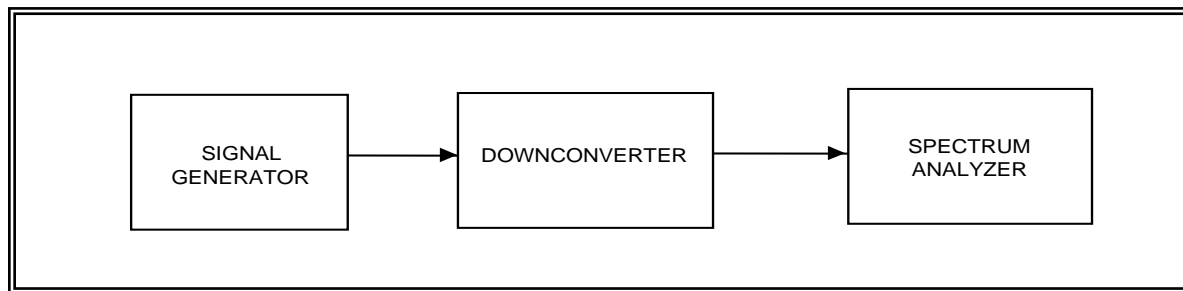 SIGNAL
GENERATOR
DOWNCONVERTER
SPECTRUM
ANALYZER